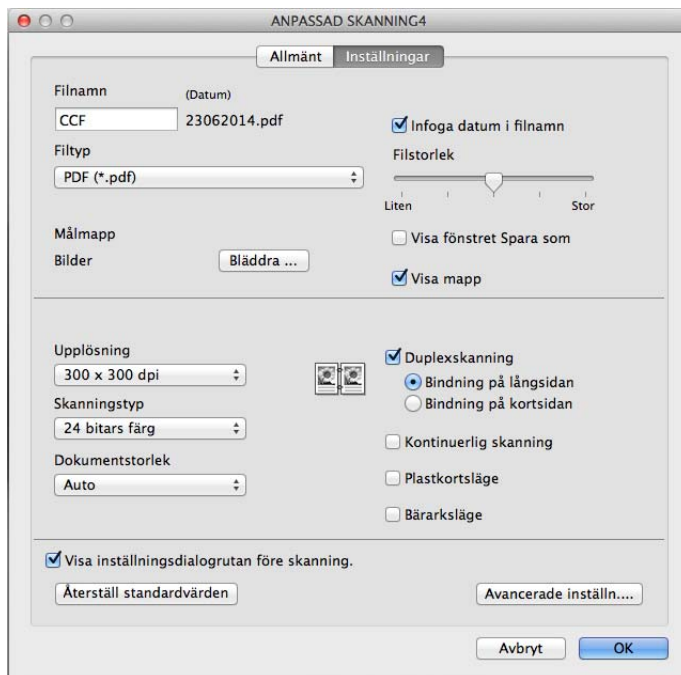 ANPASSAD SKANNING4
Allmänt Inställningar
Filnamn (Datum)
CCF 23062014.pdf
Infoga datum i filnamn
Filtyp
PDF (*.pdf)
Filstorlek
Liten Stor
Målmapp
Bilder Bläddra ...
Visa fönstret Spara som
Visa mapp
Upplösning
300 x 300 dpi
Skanningstyp
24 bitars färg
Dokumentstorlek
Auto
Duplexskanning
Bindning på långsidan
Bindning på kortsidan
Kontinuerlig skanning
Plastkortsläge
Bärarksläge
Visa inställningsdialogrutan före skanning.
Återställ standardvärden Avancerade inställn....
Avbryt OK